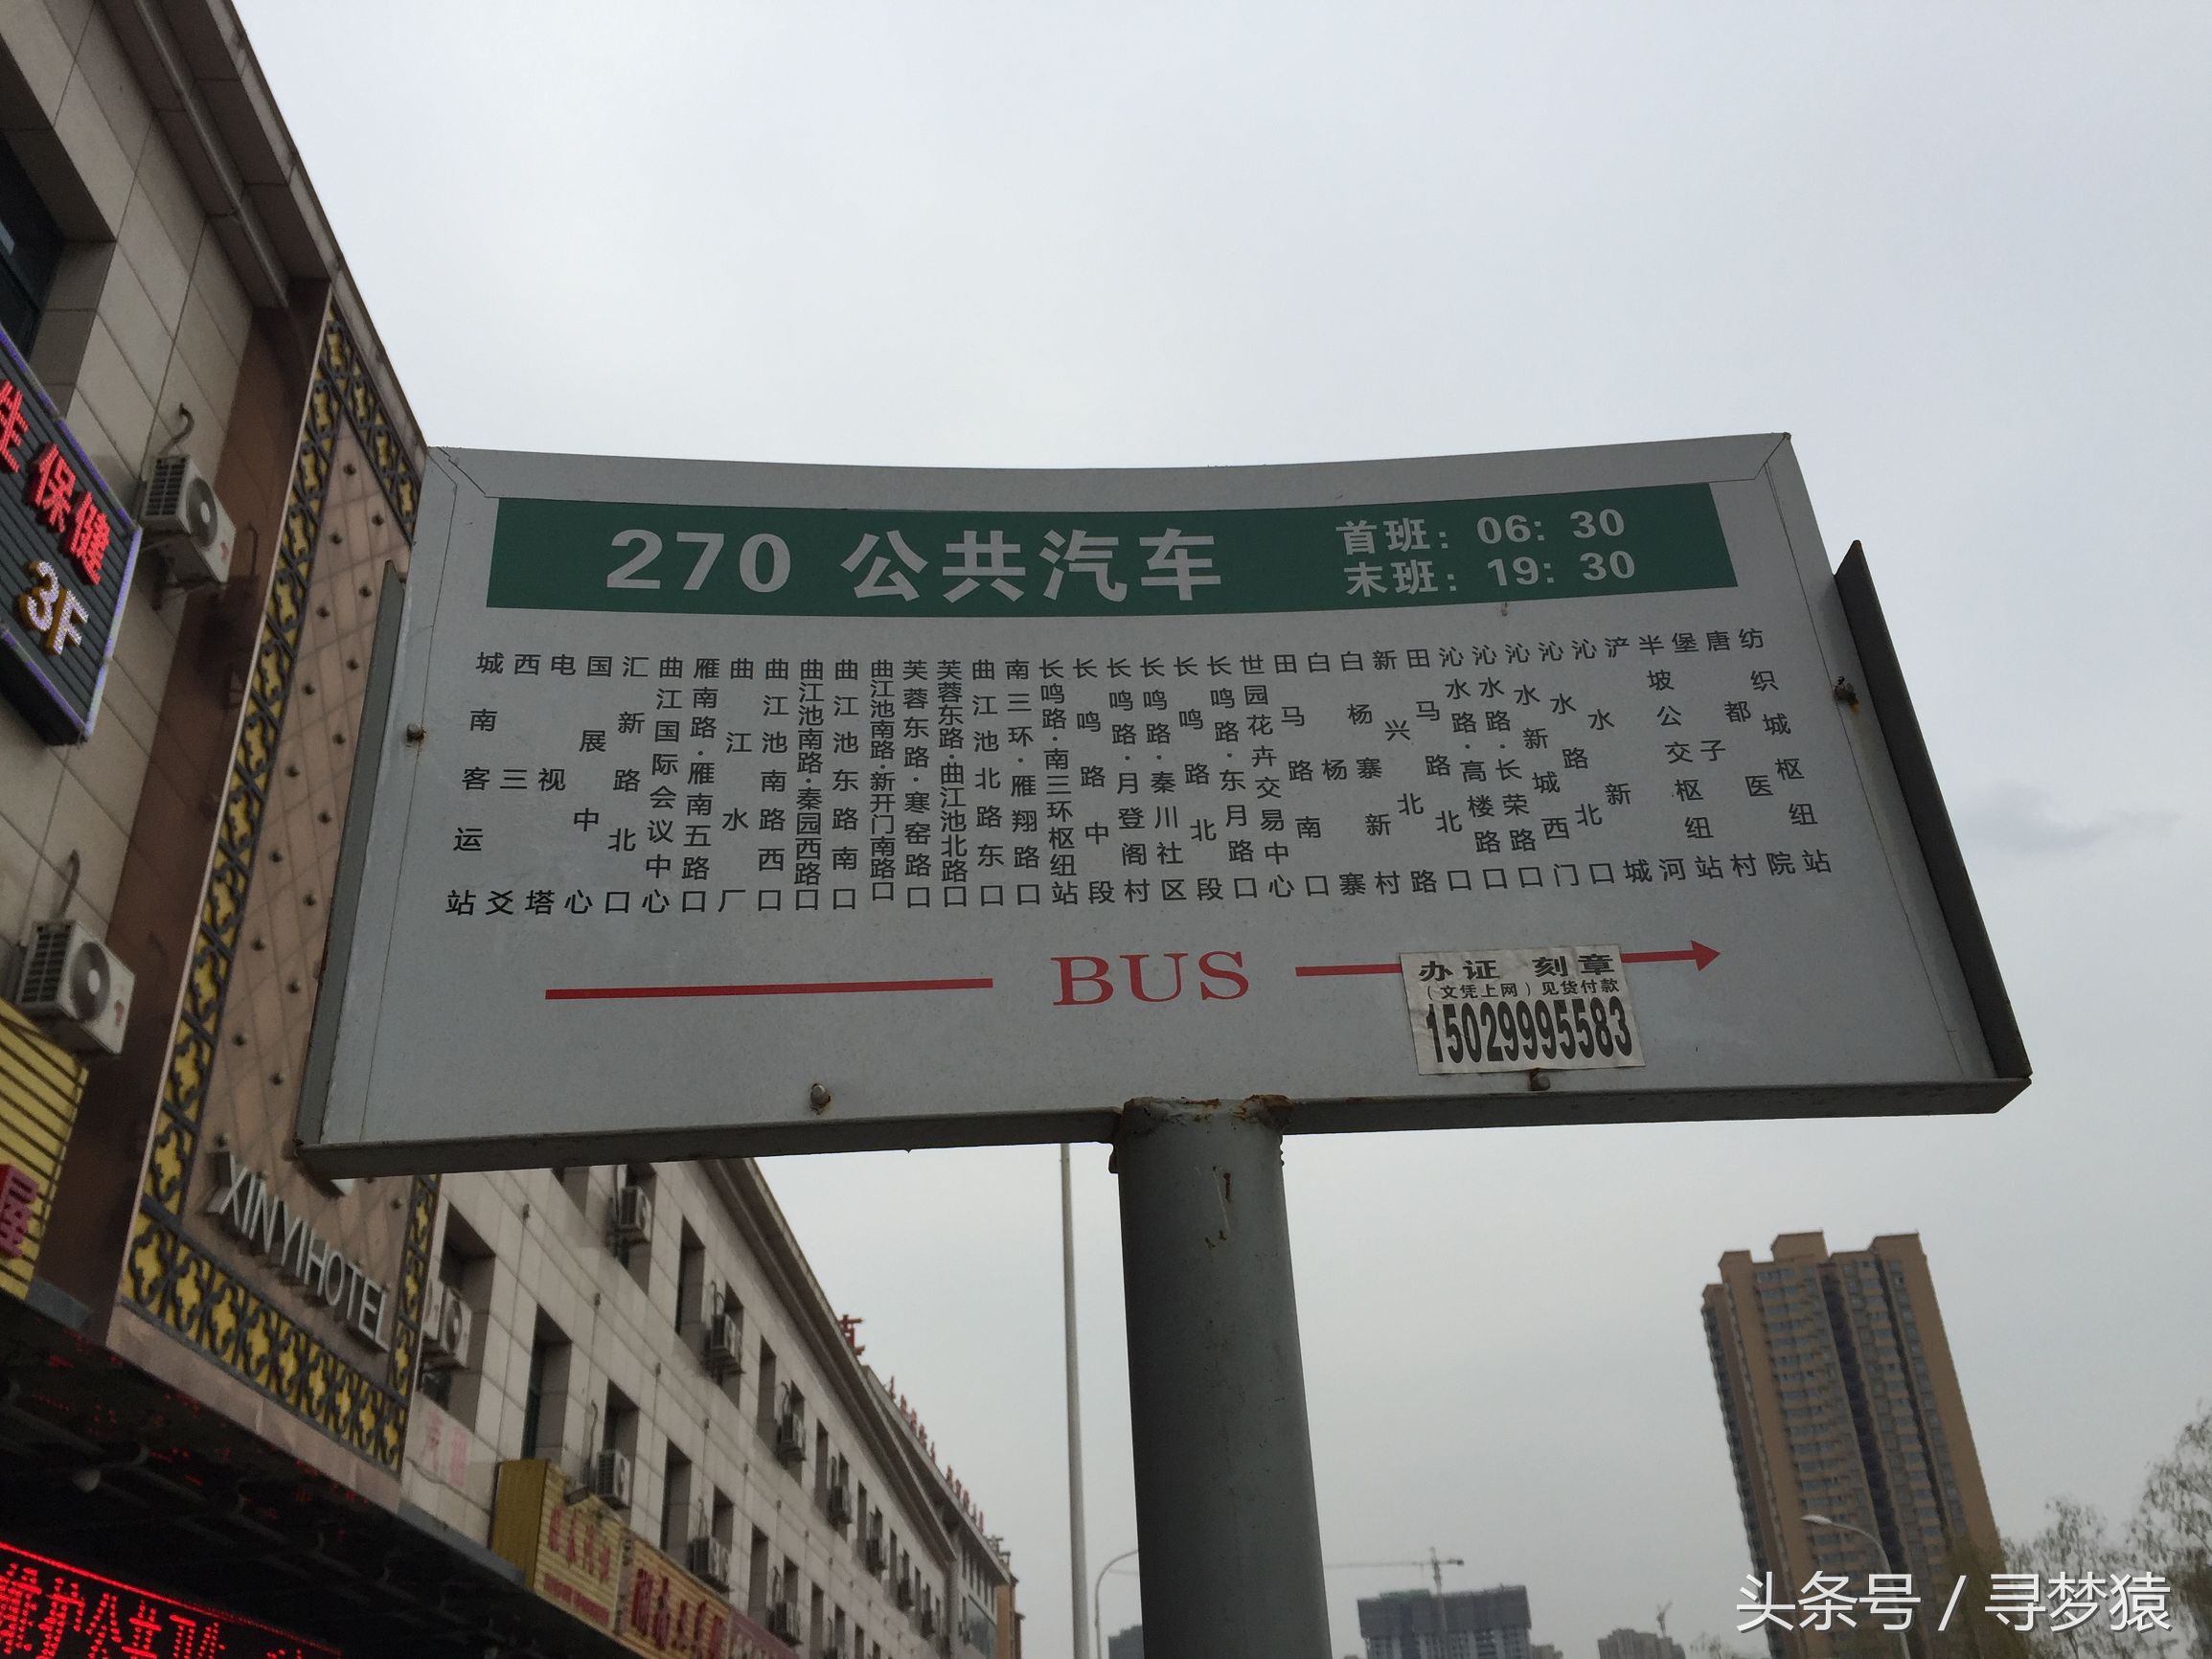 270 公共汽车
首班：06：30
末班：19：30
城南客运站
西三爻
电视塔
国展中心
汇新路北口
曲江国际会议中心
雁南路·雁南五路口
曲江水厂
曲江池南路西口
曲江池南路·秦园西路口
曲江池东路南口
曲江池南路·新开门南路口
芙蓉东路·寒窑路口
芙蓉东路·曲江池北路口
曲江池北路东口
南三环·雁翔路口
长鸣路·南三环枢纽站
长鸣路中段
长鸣路·月登阁村
长鸣路·秦川社区
长鸣路北段
长鸣路·东月路口
世园花卉交易中心
田马路南口
白杨寨
白杨寨新村
新兴北路
田马路北口
沁水路·高楼路口
沁水路·长荣路口
沁水新城西门
沁水路北口
沁水新城
浐河
半坡公交枢纽站
堡子村
唐都医院
纺织城枢纽站
BUS
办证 刻章
（文凭上网）见货付款
15029995583
生保健
3F
XINYIHOTEL
维护公共卫生
头条号 / 寻梦猿